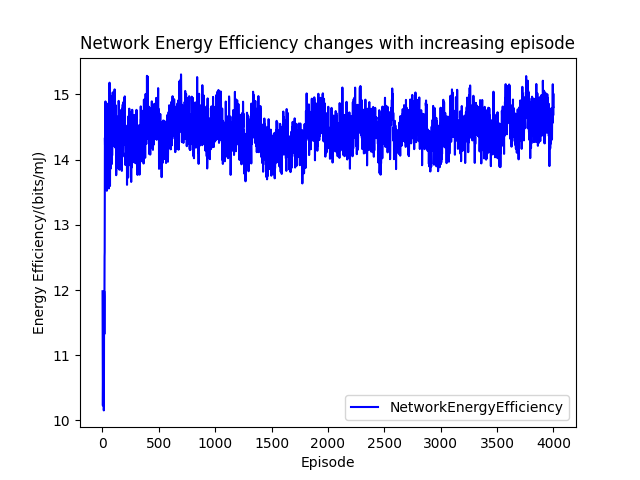 Network Energy Efficiency changes with increasing episode
15
14
13
12
11
10
Energy Efficiency/(bits/mJ)
NetworkEnergyEfficiency
0 500 1000 1500 2000 2500 3000 3500 4000
Episode